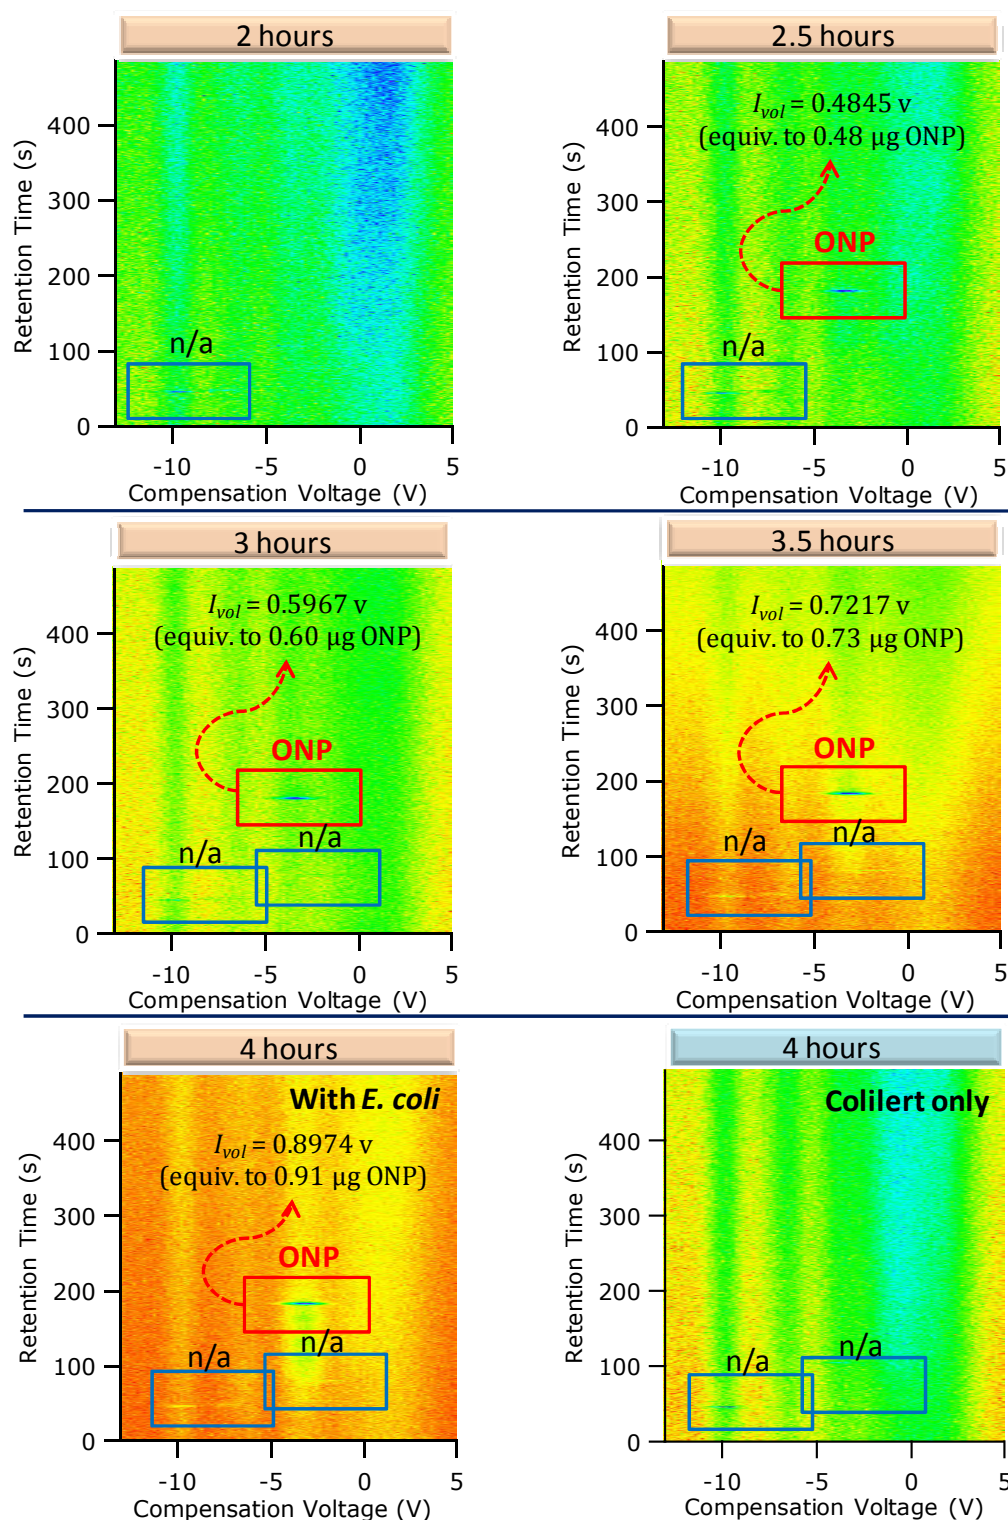 2 hours
400
300
200
100
0
Retention Time (s)
n/a
-10 -5 0 5
Compensation Voltage (V)
2.5 hours
I_vol = 0.4845 v
(equiv. to 0.48 µg ONP)
ONP
400
300
200
100
0
Retention Time (s)
n/a
-10 -5 0 5
Compensation Voltage (V)
3 hours
I_vol = 0.5967 v
(equiv. to 0.60 µg ONP)
ONP
400
300
200
100
0
Retention Time (s)
n/a
n/a
-10 -5 0 5
Compensation Voltage (V)
3.5 hours
I_vol = 0.7217 v
(equiv. to 0.73 µg ONP)
ONP
400
300
200
100
0
Retention Time (s)
n/a
n/a
-10 -5 0 5
Compensation Voltage (V)
4 hours
With E. coli
I_vol = 0.8974 v
(equiv. to 0.91 µg ONP)
ONP
400
300
200
100
0
Retention Time (s)
n/a
n/a
-10 -5 0 5
Compensation Voltage (V)
4 hours
Colilert only
400
300
200
100
0
Retention Time (s)
n/a
n/a
-10 -5 0 5
Compensation Voltage (V)